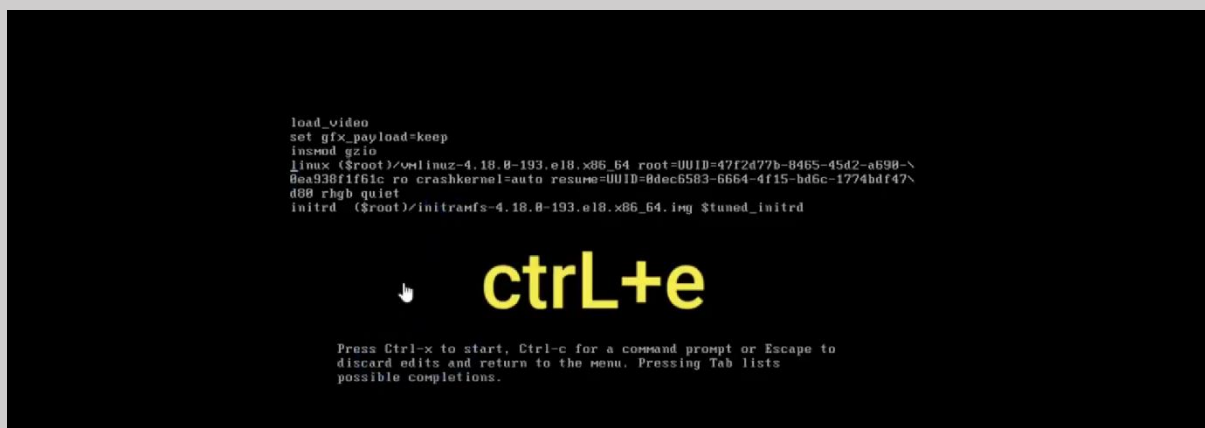 load_video
set gfx_payload=keep
insmod gzio
linux ($root)/vmlinuz-4.18.0-193.el8.x86_64 root=UUID=47f2d77b-8465-45d2-a690-\
0ea938f1f61c ro crashkernel=auto resume=UUID=0dec6583-6664-4f15-bd6c-1774bdf47\
d80 rhgb quiet
initrd  ($root)/initramfs-4.18.0-193.el8.x86_64.img $tuned_initrd
ctrL+e
Press Ctrl-x to start, Ctrl-c for a command prompt or Escape to
discard edits and return to the menu. Pressing Tab lists
possible completions.